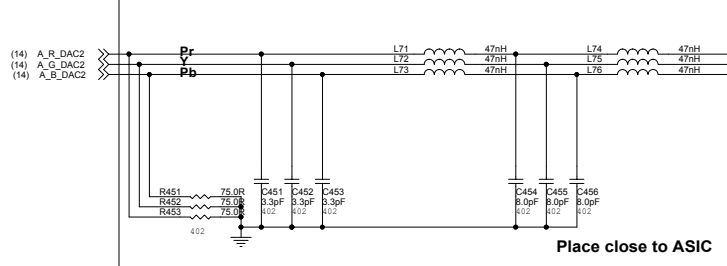 L71 47nH L74 47nH
(14) A_R_DAC2 Pr
L72 47nH L75 47nH
(14) A_G_DAC2 Y
L73 47nH L76 47nH
(14) A_B_DAC2 Pb
R451 75.0R C451 C452 C453 C454 C455 C456
R452 75.0R 3.3pF 3.3pF 3.3pF 8.0pF 8.0pF 8.0pF
R453 75.0R 402 402 402 402 402 402
402
Place close to ASIC